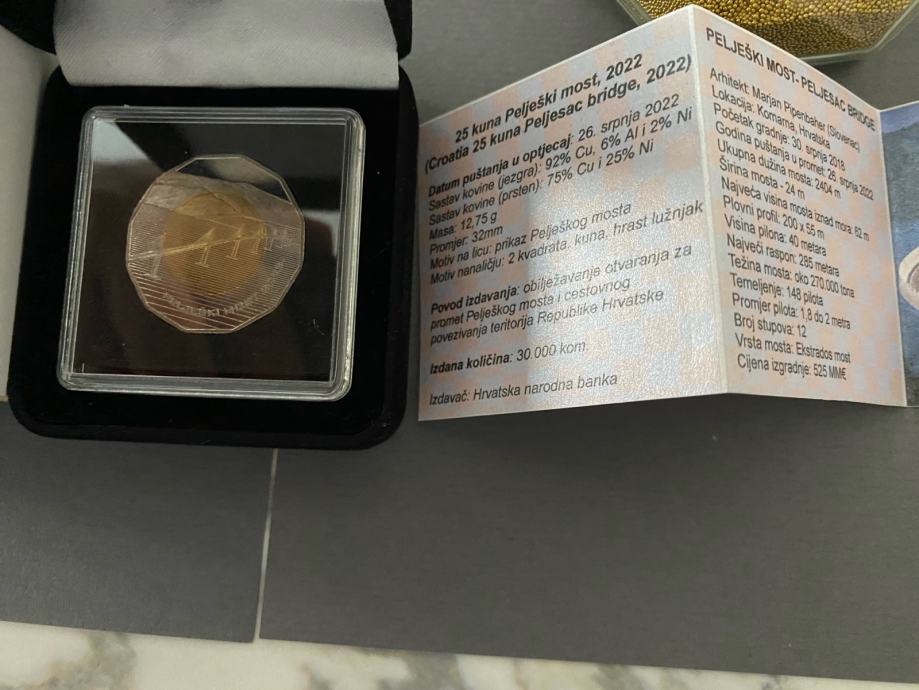 25 kuna Pelješki most, 2022
(Croatia 25 kuna Peljesac bridge, 2022)
Datum puštanja u optjecaj: 26. srpnja 2022
Sastav kovine (jezgra): 92% Cu, 6% Al i 2% Ni
Sastav kovine (prsten): 75% Cu i 25% Ni
Masa: 12,75 g
Promjer: 32mm
Motiv na licu: prikaz Pelješkog mosta
Motiv nanaličju: 2 kvadrata, kuna, hrast lužnjak
Povod izdavanja: obilježavanje otvaranja za
promet Pelješkog mosta i cestovnog
povezivanja teritorija Republike Hrvatske
Izdana količina: 30.000 kom.
Izdavač: Hrvatska narodna banka
PELJEŠKI MOST- PELJESAC BRIDGE
Arhitekt: Marjan Pipenbaher (Slovenac)
Lokacija: Komarna, Hrvatska
Početak gradnje: 30. srpnja 2018
Godina puštanja u promet: 26. srpnja 2022
Ukupna dužina mosta: 2404 m
Širina mosta - 24 m
Najveća visina mosta iznad mora: 82 m
Plovni profil: 200 x 55 m
Visina pilona: 40 metara
Najveći raspon: 285 metara
Težina mosta: oko 270.000 tona
Temeljenje: 148 pilota
Promjer pilota: 1,8 do 2 metra
Broj stupova: 12
Vrsta mosta: Ekstrados most
Cijena izgradnje: 525 MM€
PELJEŠKI MOST